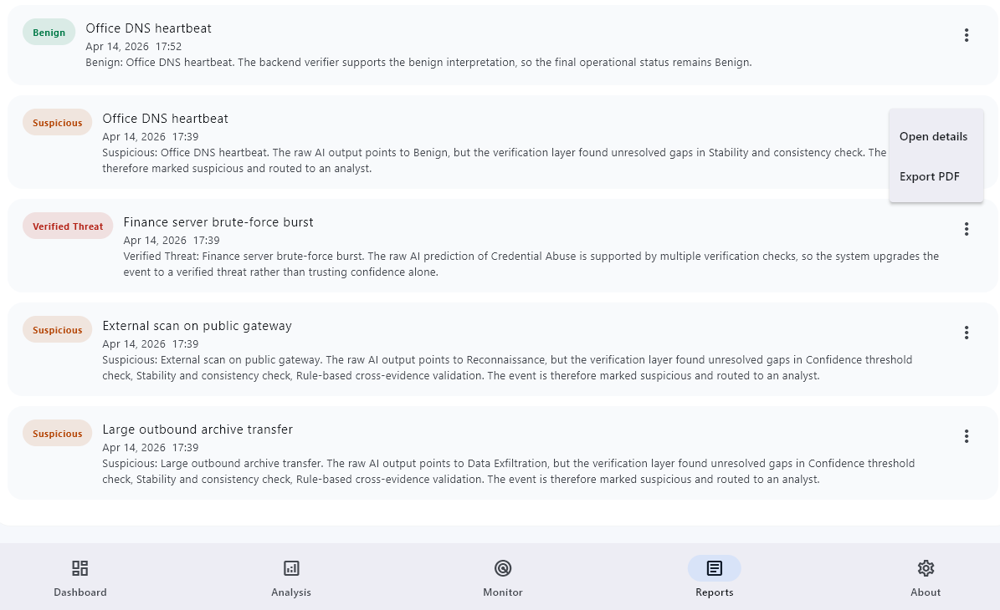 Benign
Office DNS heartbeat
Apr 14, 2026 17:52
Benign: Office DNS heartbeat. The backend verifier supports the benign interpretation, so the final operational status remains Benign.
Suspicious
Office DNS heartbeat
Apr 14, 2026 17:39
Suspicious: Office DNS heartbeat. The raw AI output points to Benign, but the verification layer found unresolved gaps in Stability and consistency check. The
therefore marked suspicious and routed to an analyst.
Open details
Export PDF
Verified Threat
Finance server brute-force burst
Apr 14, 2026 17:39
Verified Threat: Finance server brute-force burst. The raw AI prediction of Credential Abuse is supported by multiple verification checks, so the system upgrades the
event to a verified threat rather than trusting confidence alone.
Suspicious
External scan on public gateway
Apr 14, 2026 17:39
Suspicious: External scan on public gateway. The raw AI output points to Reconnaissance, but the verification layer found unresolved gaps in Confidence threshold
check, Stability and consistency check, Rule-based cross-evidence validation. The event is therefore marked suspicious and routed to an analyst.
Suspicious
Large outbound archive transfer
Apr 14, 2026 17:39
Suspicious: Large outbound archive transfer. The raw AI output points to Data Exfiltration, but the verification layer found unresolved gaps in Confidence threshold
check, Stability and consistency check, Rule-based cross-evidence validation. The event is therefore marked suspicious and routed to an analyst.
Dashboard
Analysis
Monitor
Reports
About